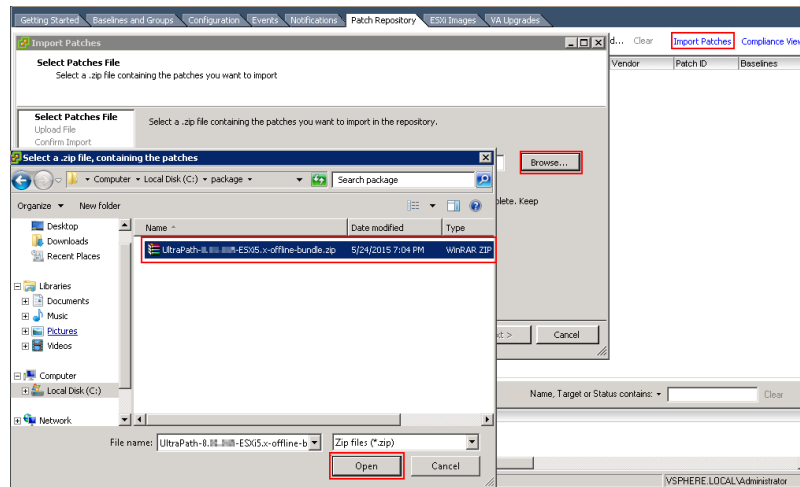 Getting Started Baselines and Groups Configuration Events Notifications Patch Repository ESXi Images VA Upgrades
Import Patches
d... Clear Import Patches Compliance View
Select Patches File
Select a .zip file containing the patches you want to import
Vendor Patch ID Baselines
Select Patches File
Upload File
Confirm Import
Select a .zip file containing the patches you want to import in the repository.
Select a .zip file, containing the patches
Browse...
Computer Local Disk (C:) package Search package
Organize New folder
plete. Keep
Name Date modified Type
UltraPath-8. -ESXi5.x-offline-bundle.zip 5/24/2015 7:04 PM WinRAR ZIP
Desktop
Downloads
Recent Places
Libraries
Documents
Music
Pictures
Videos
xt > Cancel
Computer
Local Disk (C:)
Name, Target or Status contains: Clear
Network
File name: UltraPath-8. -ESXi5.x-offline-b Zip files (*.zip)
Open Cancel
VSPHERE.LOCAL\Administrator